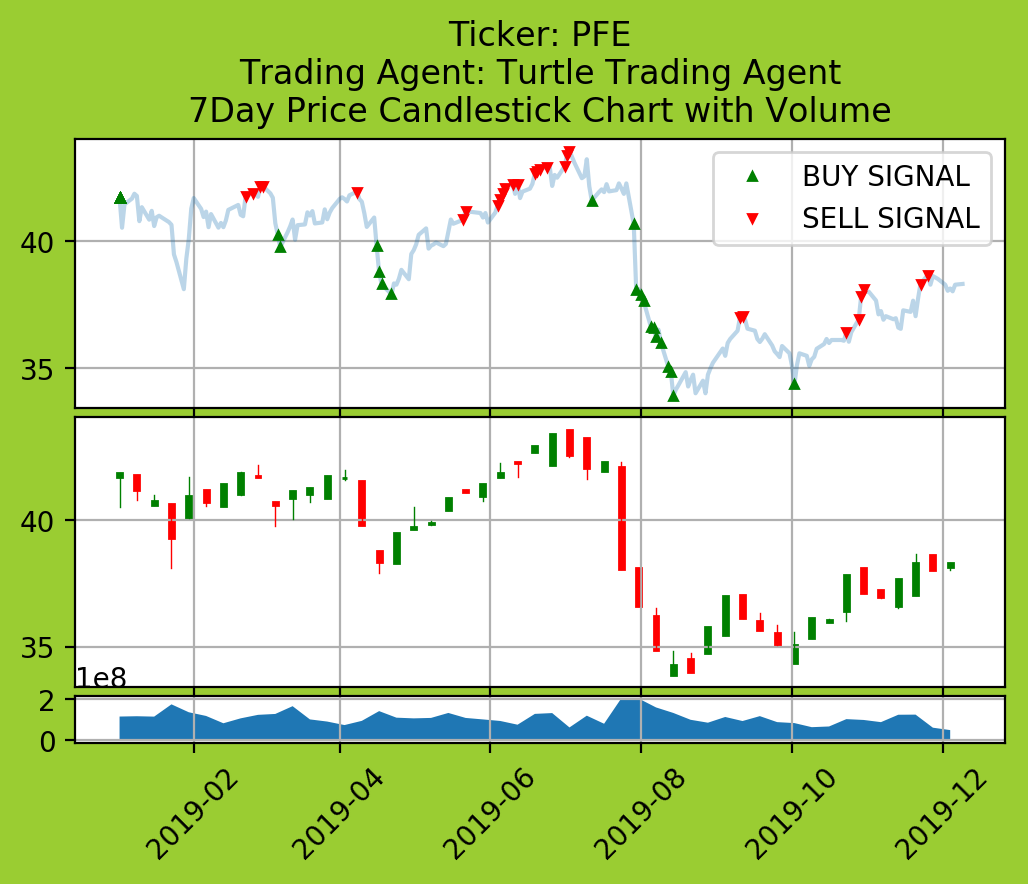 Ticker: PFE
Trading Agent: Turtle Trading Agent
7Day Price Candlestick Chart with Volume
BUY SIGNAL
SELL SIGNAL
40
35
40
35
1e8
2
0
2019-02
2019-04
2019-06
2019-08
2019-10
2019-12